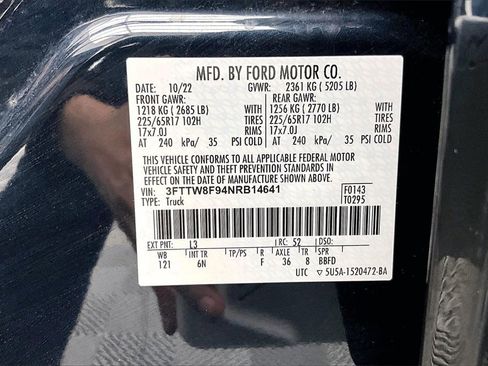 MFD. BY FORD MOTOR CO.
DATE: 10/22 GVWR: 2361 KG ( 5205 LB)
FRONT GAWR: REAR GAWR:
1218 KG ( 2685 LB) WITH 1256 KG ( 2770 LB) WITH
225/65R17 102H TIRES 225/65R17 102H TIRES
17x7.0J RIMS 17x7.0J RIMS
AT 240 kPa/ 35 PSI COLD AT 240 kPa/ 35 PSI COLD
THIS VEHICLE CONFORMS TO ALL APPLICABLE FEDERAL MOTOR
VEHICLE SAFETY AND THEFT PREVENTION STANDARDS IN
EFFECT ON THE DATE OF MANUFACTURE SHOWN ABOVE.
VIN: 3FTTW8F94NRB14641 F0143
TYPE: Truck T0295
EXT PNT: L3 RC: 52 DSO:
WB INT TR TP/PS R AXLE TR SPR
121 6N F 36 8 BBFD
UTC ▽ 5U5A-1520472-BA